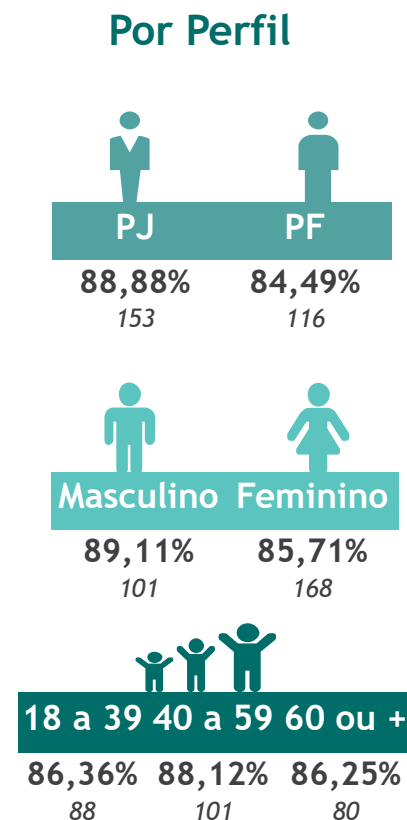 Por Perfil
PJ PF
88,88% 84,49%
153 116
Masculino Feminino
89,11% 85,71%
101 168
18 a 39 40 a 59 60 ou +
86,36% 88,12% 86,25%
88 101 80